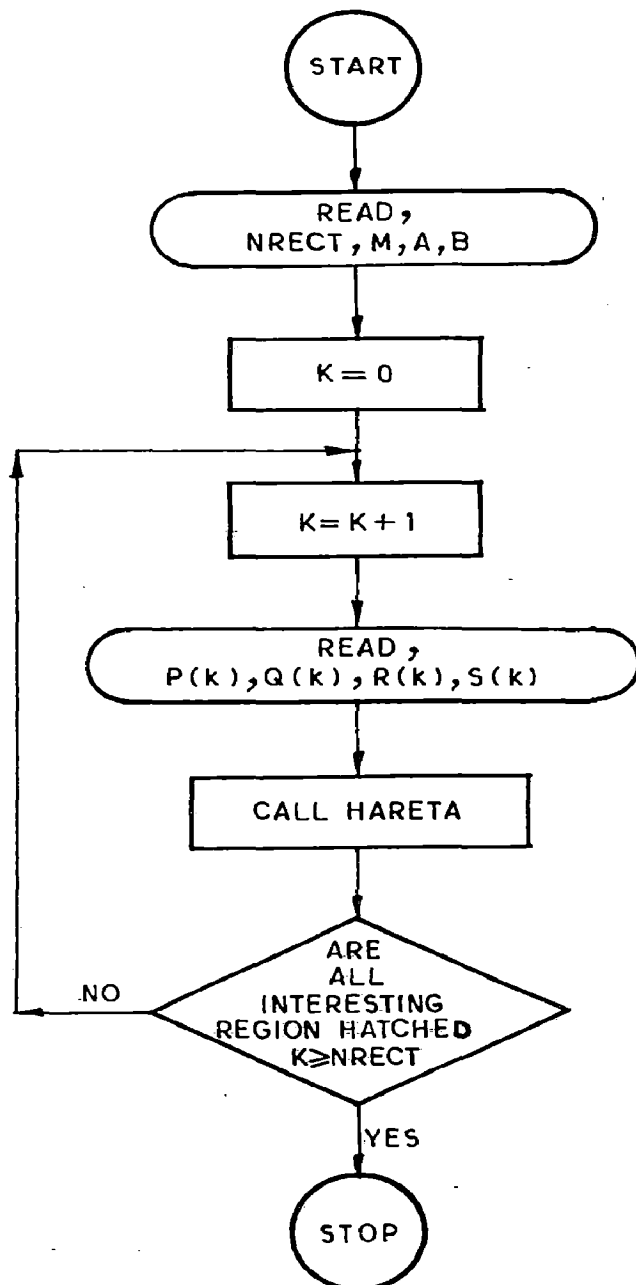 START
READ,
NRECT, M, A, B
K = 0
K = K + 1
READ,
P(k), Q(k), R(k), S(k)
CALL HARETA
ARE
ALL
INTERESTING
REGION HATCHED
K⩾NRECT
NO
YES
STOP